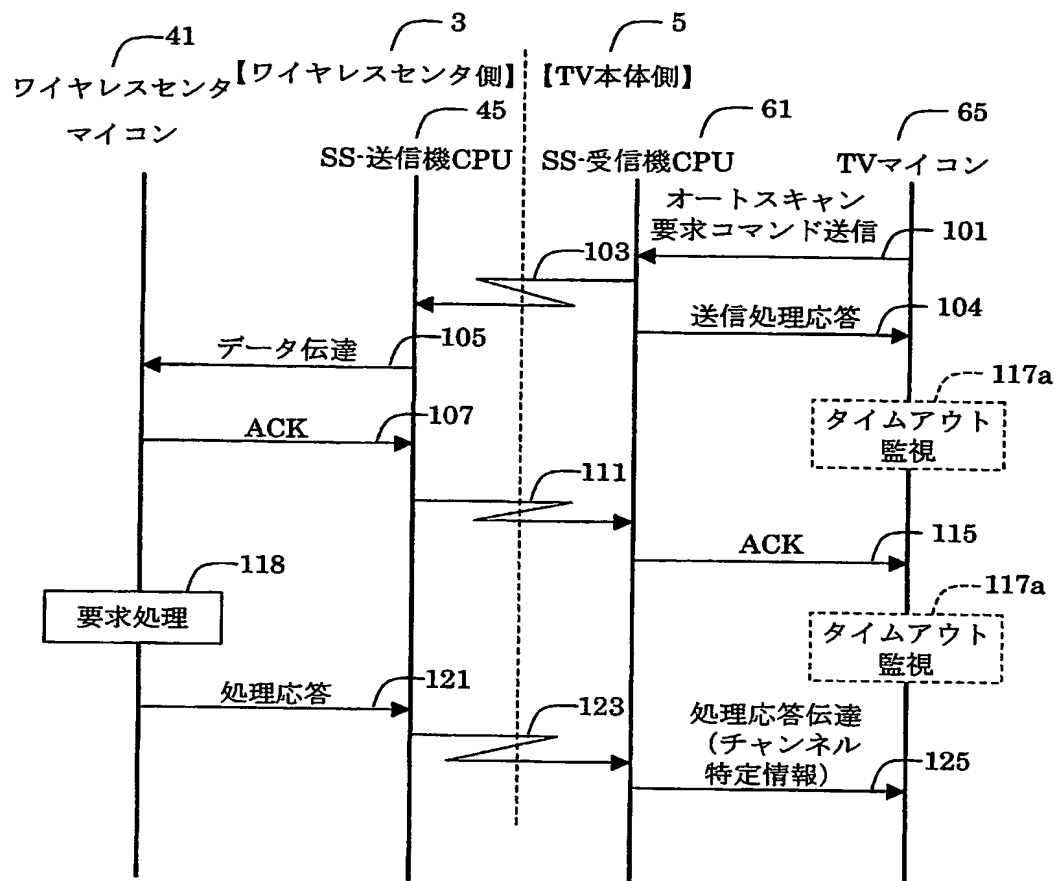 41
3
5
ワイヤレスセンタ
マイコン
【ワイヤレスセンタ側】
【TV本体側】
45
61
65
SS-送信機CPU
SS-受信機CPU
TVマイコン
オートスキャン
要求コマンド送信
101
103
送信処理応答
104
データ伝達
105
117a
タイムアウト
監視
ACK
107
111
ACK
115
118
要求処理
117a
タイムアウト
監視
処理応答
121
123
処理応答伝達
（チャンネル
特定情報）
125